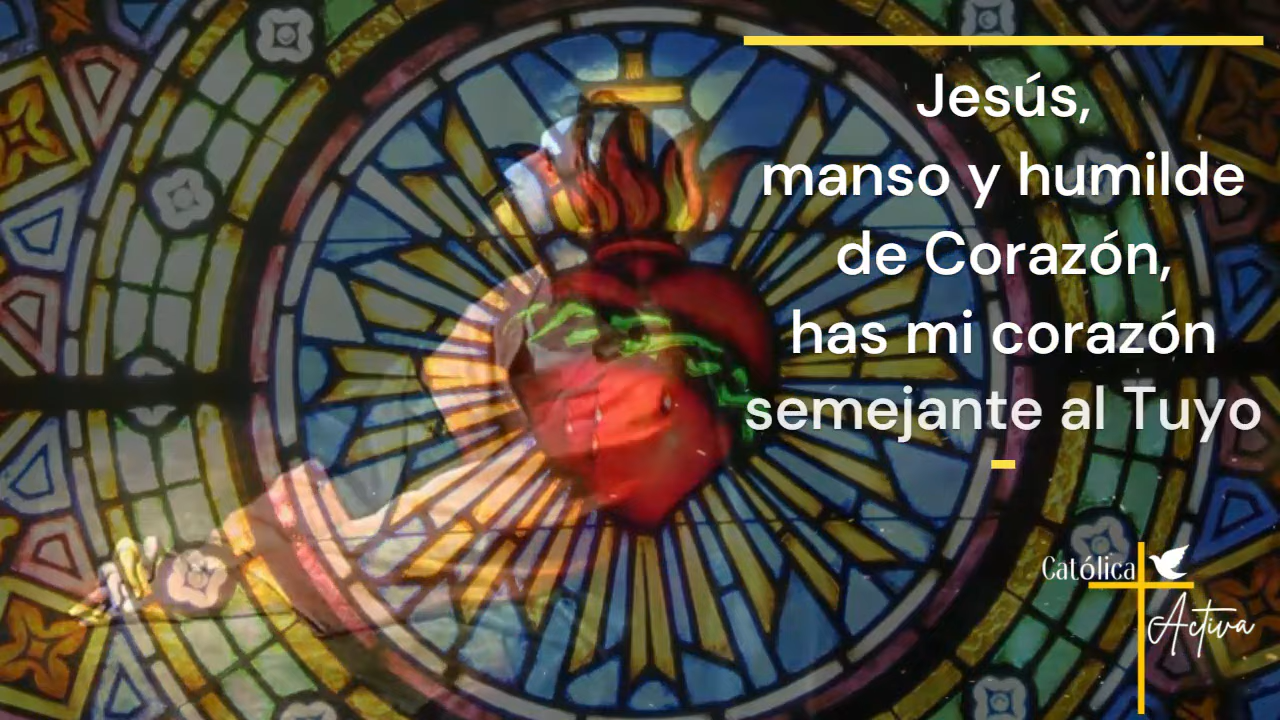 Jesús,
manso y humilde
de Corazón,
has mi corazón
semejante al Tuyo
Católica
Activa